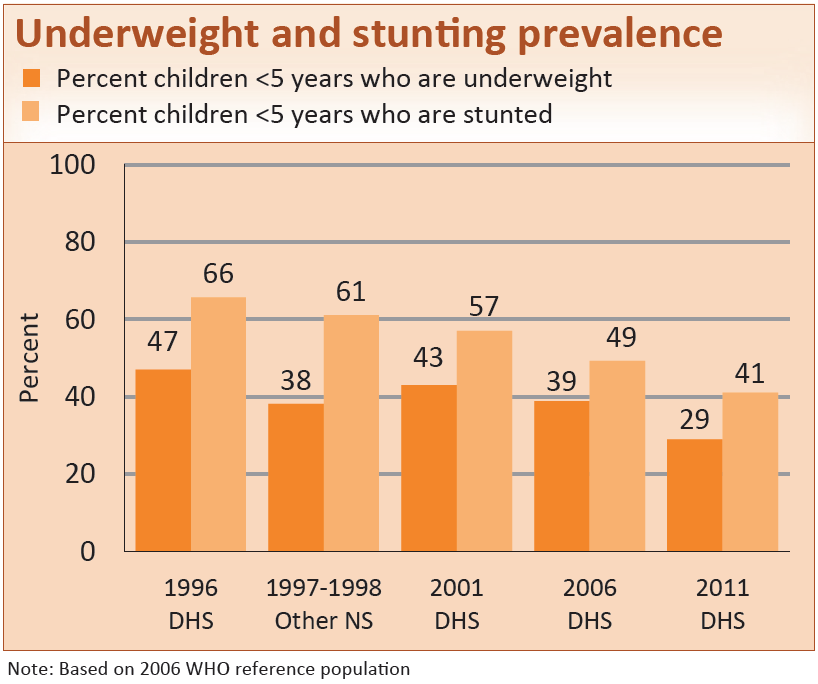 Underweight and stunting prevalence
Percent children <5 years who are underweight
Percent children <5 years who are stunted
100
80
60
40
20
0
Percent
47
66
38
61
43
57
39
49
29
41
1996
DHS
1997-1998
Other NS
2001
DHS
2006
DHS
2011
DHS
Note: Based on 2006 WHO reference population